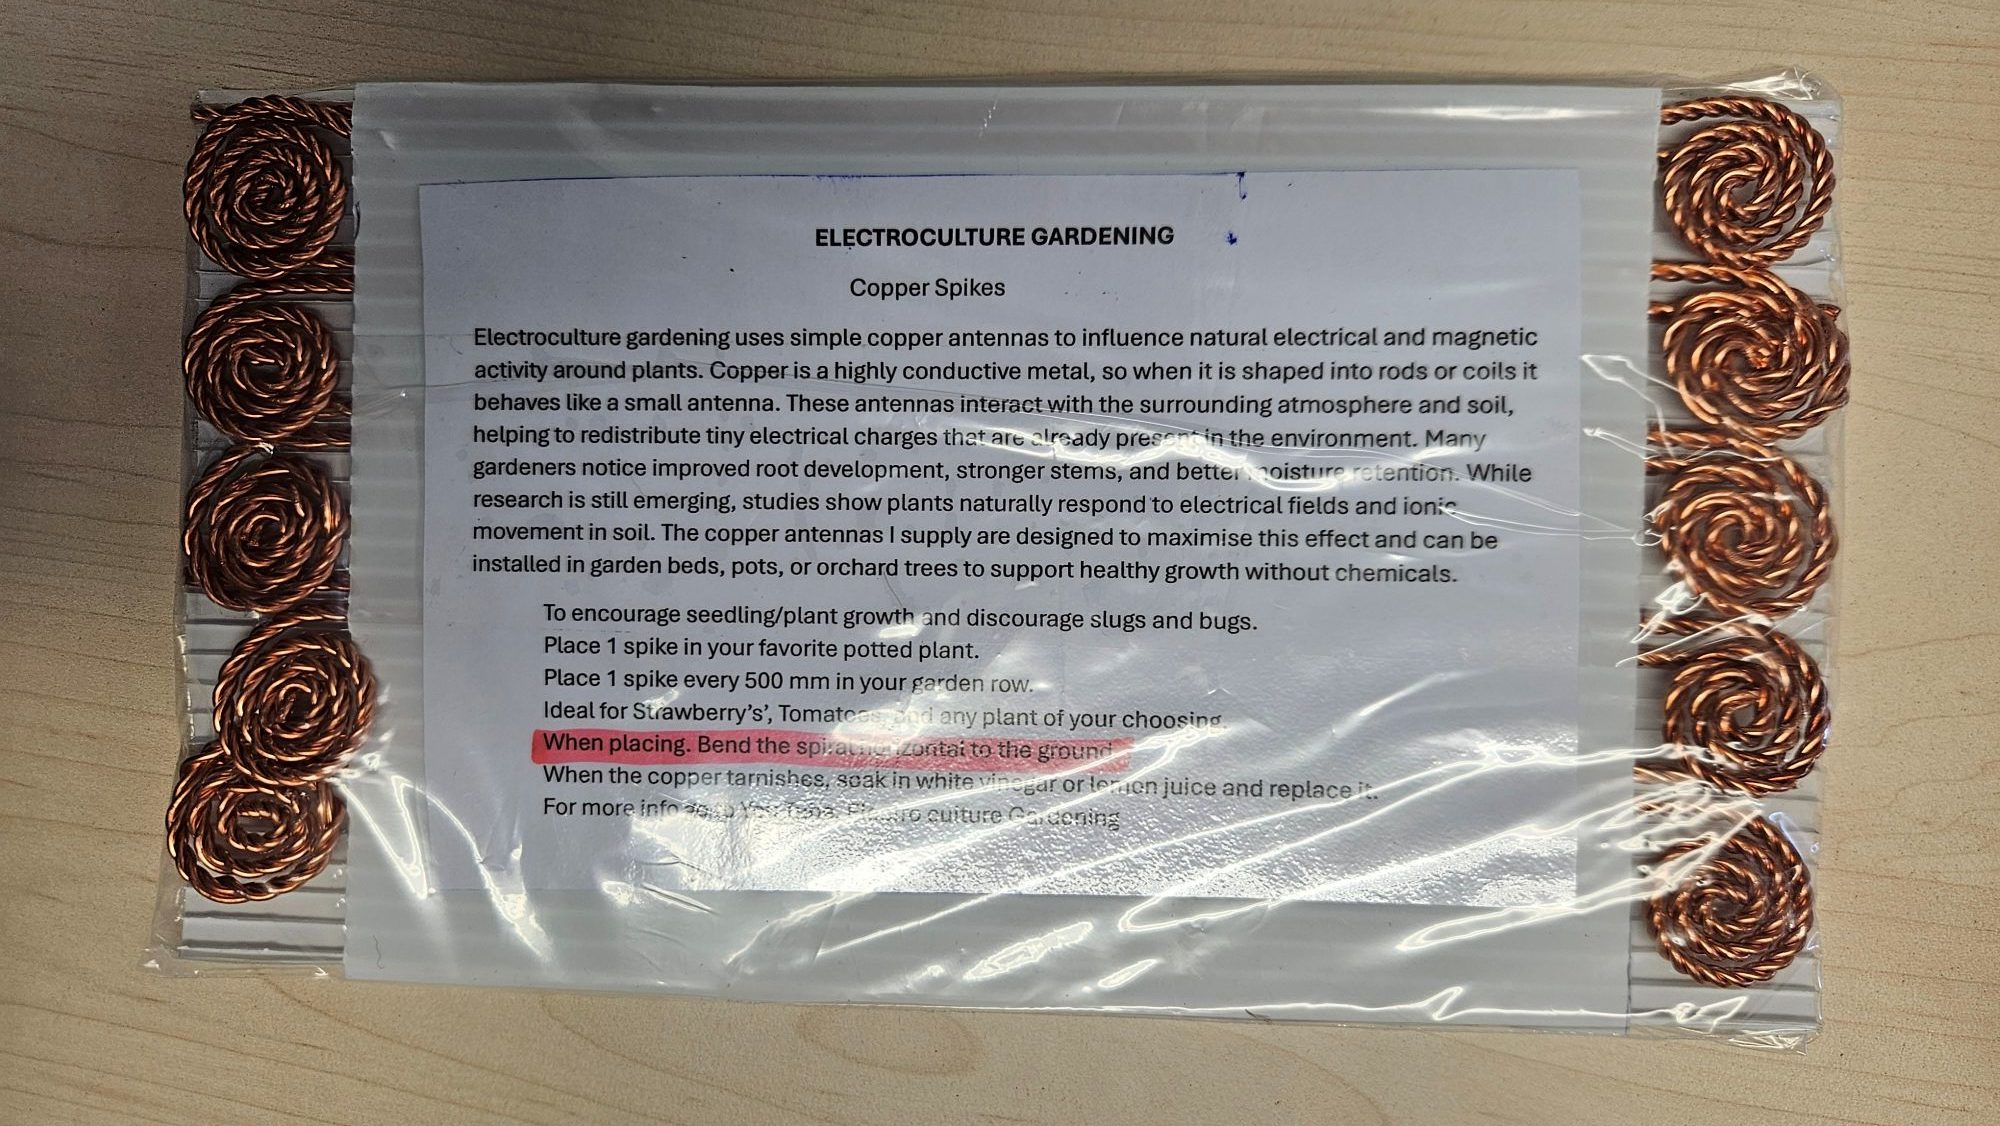 ELECTROCULTURE GARDENING
Copper Spikes
Electroculture gardening uses simple copper antennas to influence natural electrical and magnetic
activity around plants. Copper is a highly conductive metal, so when it is shaped into rods or coils it
behaves like a small antenna. These antennas interact with the surrounding atmosphere and soil,
helping to redistribute tiny electrical charges that are already present in the environment. Many
gardeners notice improved root development, stronger stems, and better moisture retention. While
research is still emerging, studies show plants naturally respond to electrical fields and ionic
movement in soil. The copper antennas I supply are designed to maximise this effect and can be
installed in garden beds, pots, or orchard trees to support healthy growth without chemicals.
To encourage seedling/plant growth and discourage slugs and bugs.
Place 1 spike in your favorite potted plant.
Place 1 spike every 500 mm in your garden row.
Ideal for Strawberry's', Tomatoes, and any plant of your choosing.
When placing. Bend the spiral horizontal to the ground
When the copper tarnishes, soak in white vinegar or lemon juice and replace it.
For more info You Tube. Electro culture Gardening